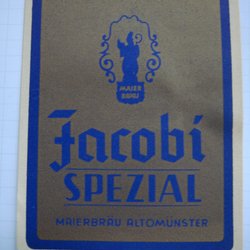 MAIER
BRÄU
Jacobi
SPEZIAL
MAIERBRÄU ALTOMÜNSTER